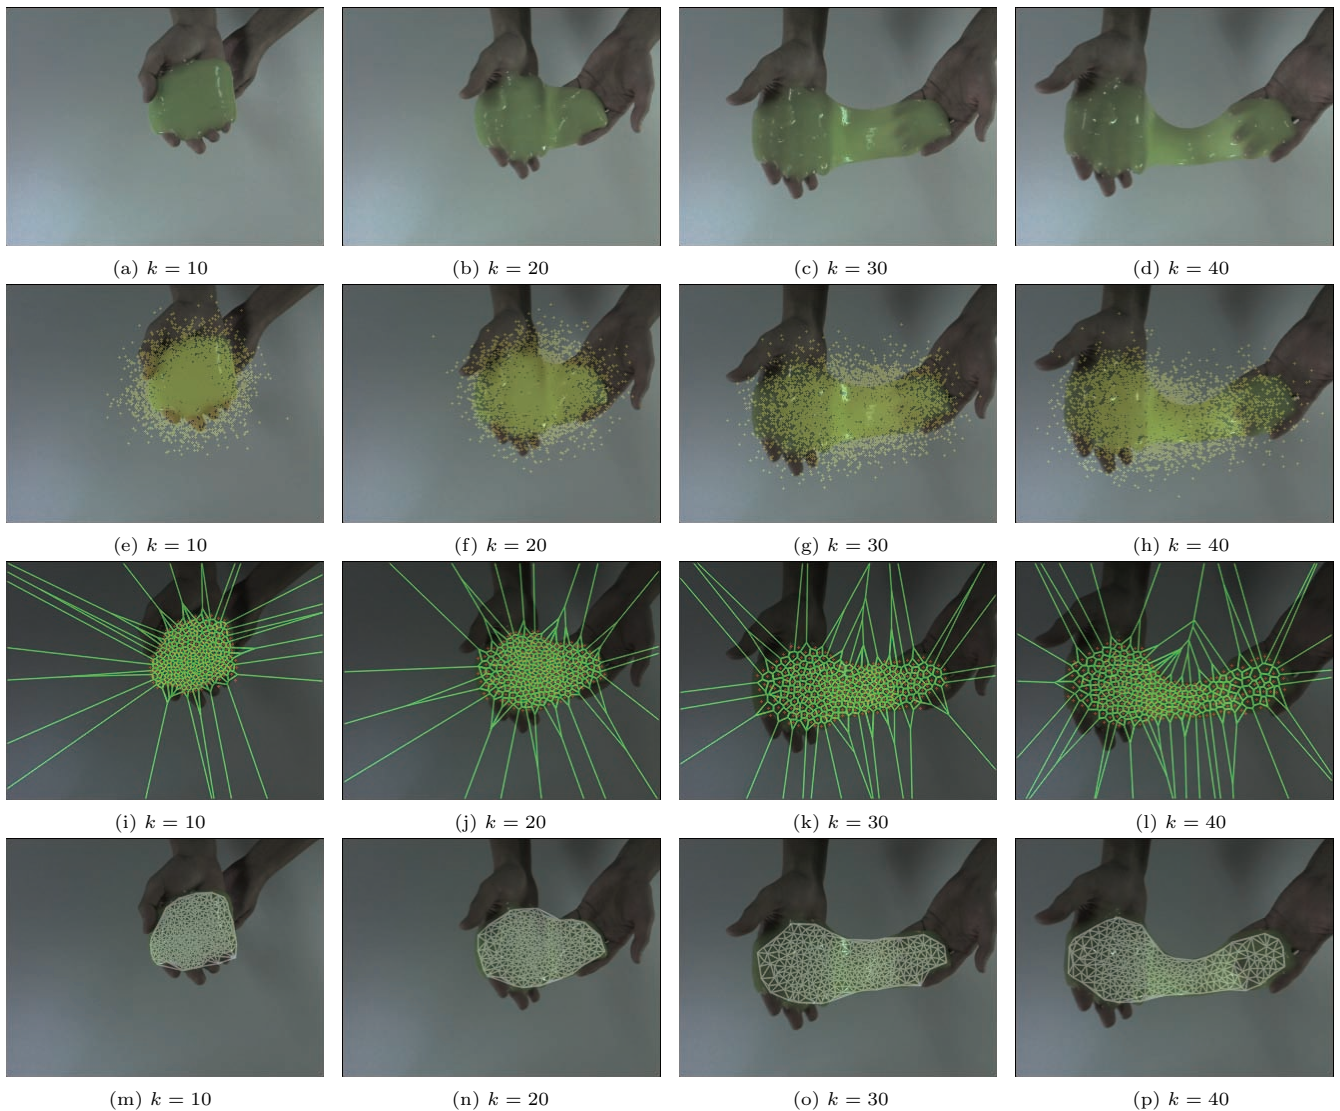 (a) k = 10
(b) k = 20
(c) k = 30
(d) k = 40
(e) k = 10
(f) k = 20
(g) k = 30
(h) k = 40
(i) k = 10
(j) k = 20
(k) k = 30
(l) k = 40
(m) k = 10
(n) k = 20
(o) k = 30
(p) k = 40